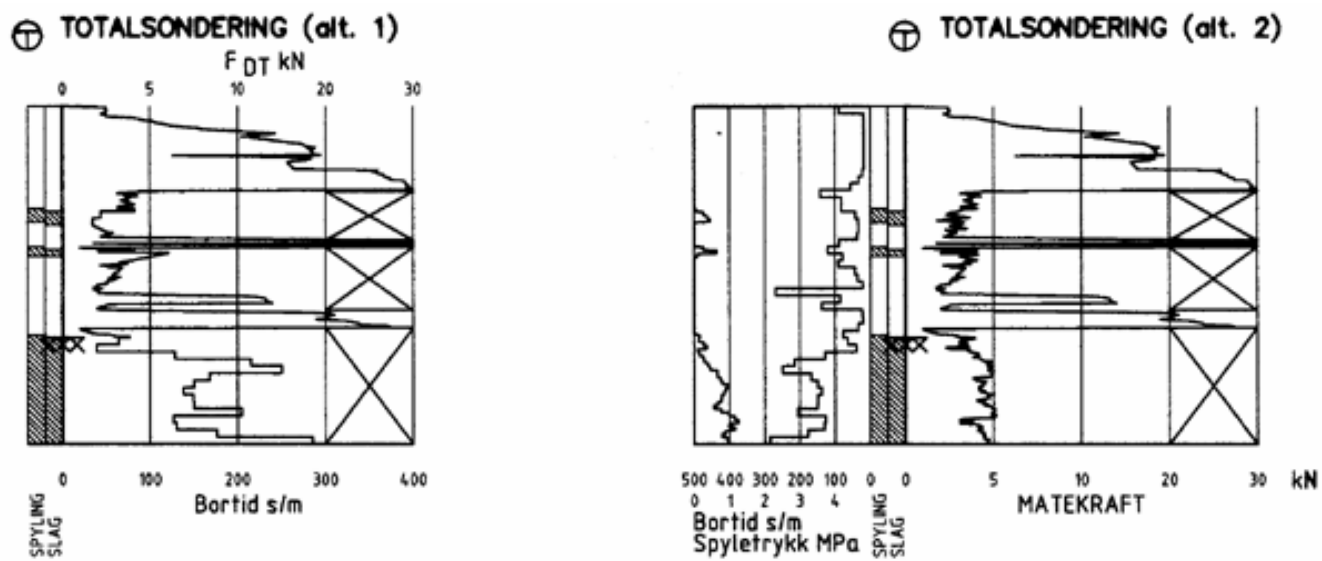 TOTALSONDERING (alt. 1)
F DT kN
0 5 10 20 30
0 100 200 300 400
Bortid s/m
SPYLING
SLAG
TOTALSONDERING (alt. 2)
500 400 300 200 100 0 0 5 10 20 30 kN
0 1 2 3 4
Bortid s/m
Spyletrykk MPa
SPYLING
SLAG
MATEKRAFT